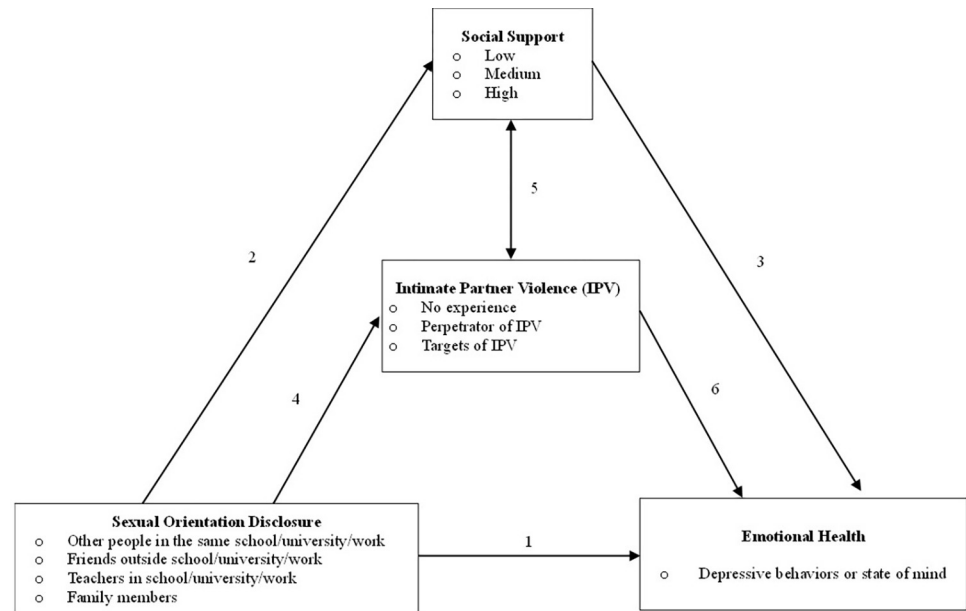 Social Support
○ Low
○ Medium
○ High
5
2
3
Intimate Partner Violence (IPV)
○ No experience
○ Perpetrator of IPV
○ Targets of IPV
4
6
Sexual Orientation Disclosure
○ Other people in the same school/university/work
○ Friends outside school/university/work
○ Teachers in school/university/work
○ Family members
1
Emotional Health
○ Depressive behaviors or state of mind